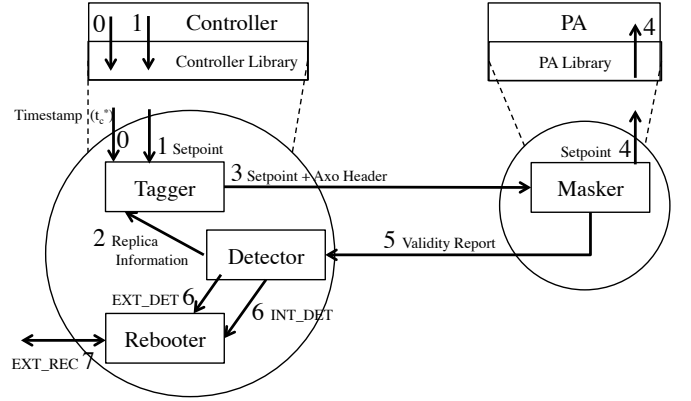 0 1 Controller
Controller Library
PA 4
PA Library
Timestamp (t_c*)
0
1 Setpoint
Setpoint 4
Tagger
3 Setpoint + Axo Header
Masker
2 Replica
Information
Detector
5 Validity Report
EXT_DET 6
6 INT_DET
Rebooter
EXT_REC 7